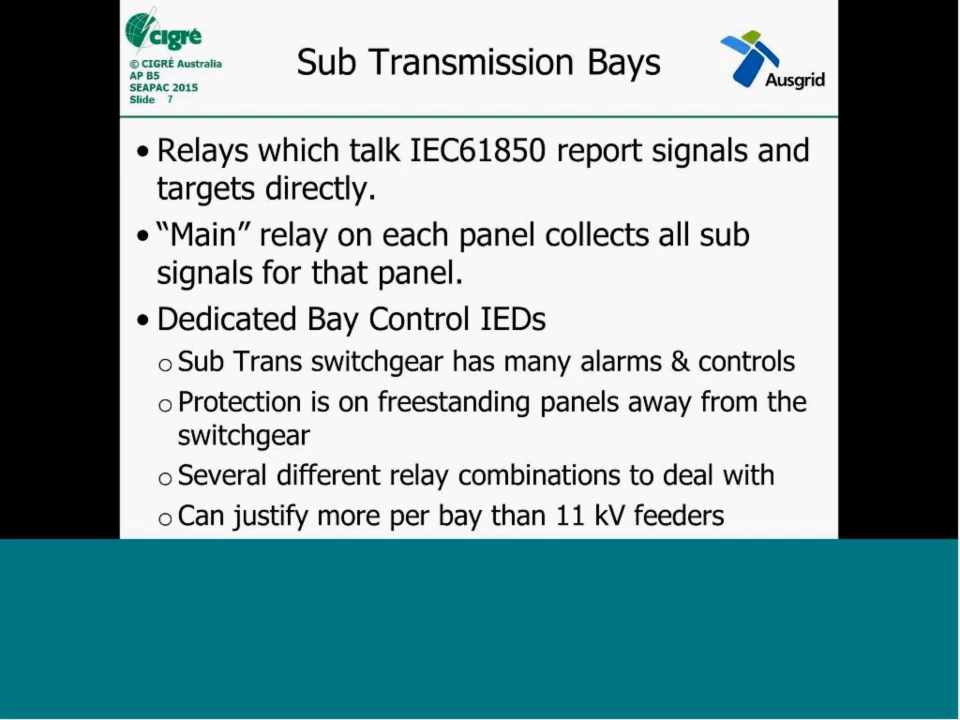 cigré
© CIGRÉ Australia
AP B5
SEAPAC 2015
Slide 7
Sub Transmission Bays
Ausgrid
• Relays which talk IEC61850 report signals and
targets directly.
• “Main” relay on each panel collects all sub
signals for that panel.
• Dedicated Bay Control IEDs
o Sub Trans switchgear has many alarms & controls
o Protection is on freestanding panels away from the
switchgear
o Several different relay combinations to deal with
o Can justify more per bay than 11 kV feeders